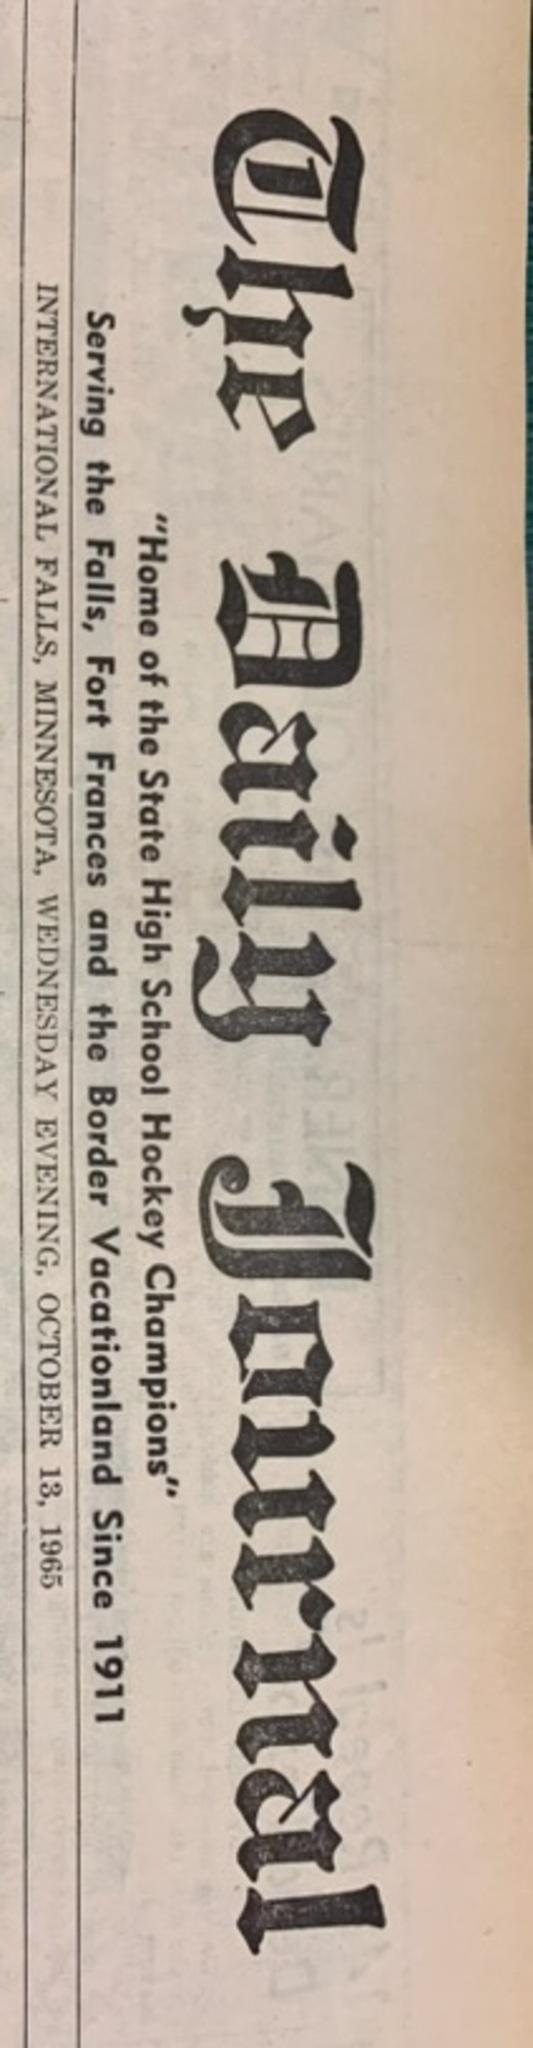 The Daily Journal
"Home of the State High School Hockey Champions"
Serving the Falls, Fort Frances and the Border Vacationland Since 1911
INTERNATIONAL FALLS, MINNESOTA, WEDNESDAY EVENING, OCTOBER 13, 1965